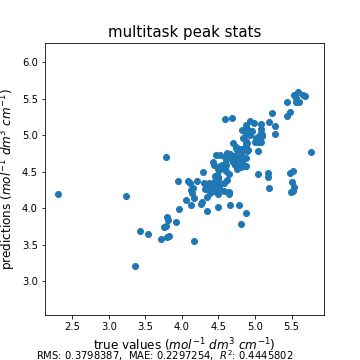 multitask peak stats
predictions (mol⁻¹ dm³ cm⁻¹)
6.0
5.5
5.0
4.5
4.0
3.5
3.0
2.5 3.0 3.5 4.0 4.5 5.0 5.5
true values (mol⁻¹ dm³ cm⁻¹)
RMS: 0.3798387, MAE: 0.2297254, R²: 0.4445802